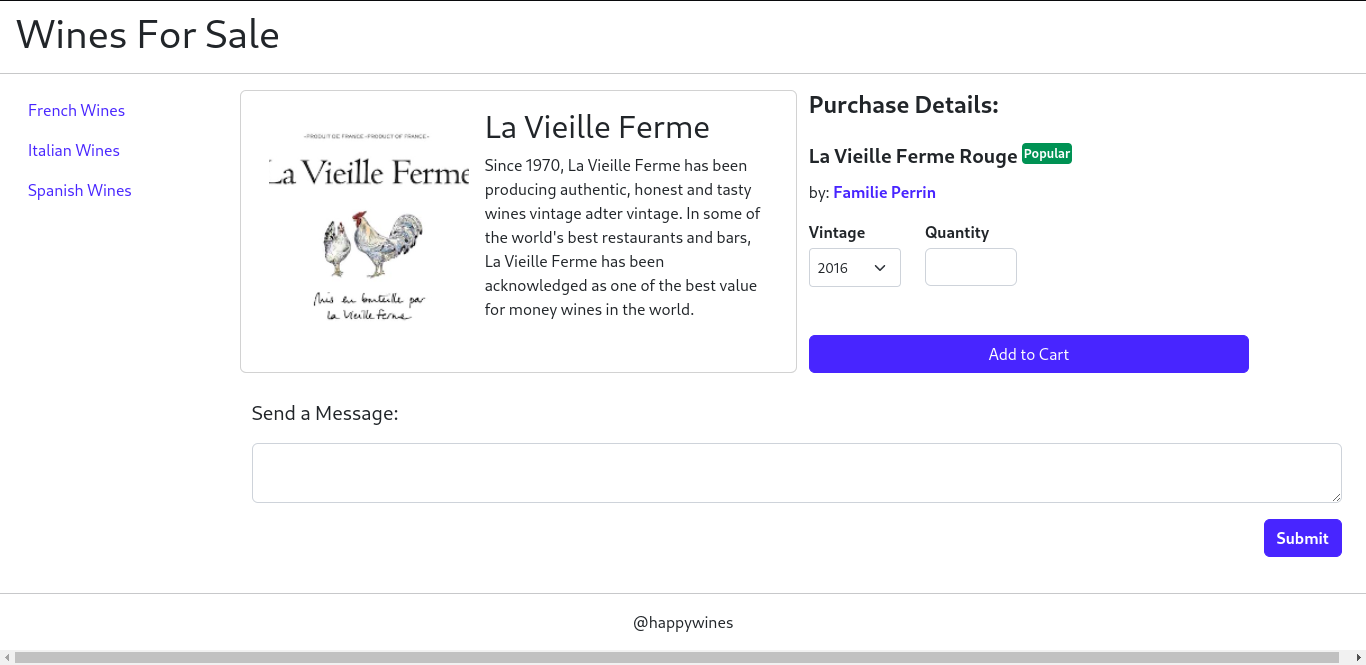 Wines For Sale
French Wines
Italian Wines
Spanish Wines
-PRODUIT DE FRANCE-PRODUCT OF FRANCE-
La Vieille Ferme
Mis en bouteille par
la Vieille Ferme
La Vieille Ferme
Since 1970, La Vieille Ferme has been
producing authentic, honest and tasty
wines vintage adter vintage. In some of
the world's best restaurants and bars,
La Vieille Ferme has been
acknowledged as one of the best value
for money wines in the world.
Purchase Details:
La Vieille Ferme Rouge Popular
by: Familie Perrin
Vintage Quantity
2016
Add to Cart
Send a Message:
Submit
@happywines